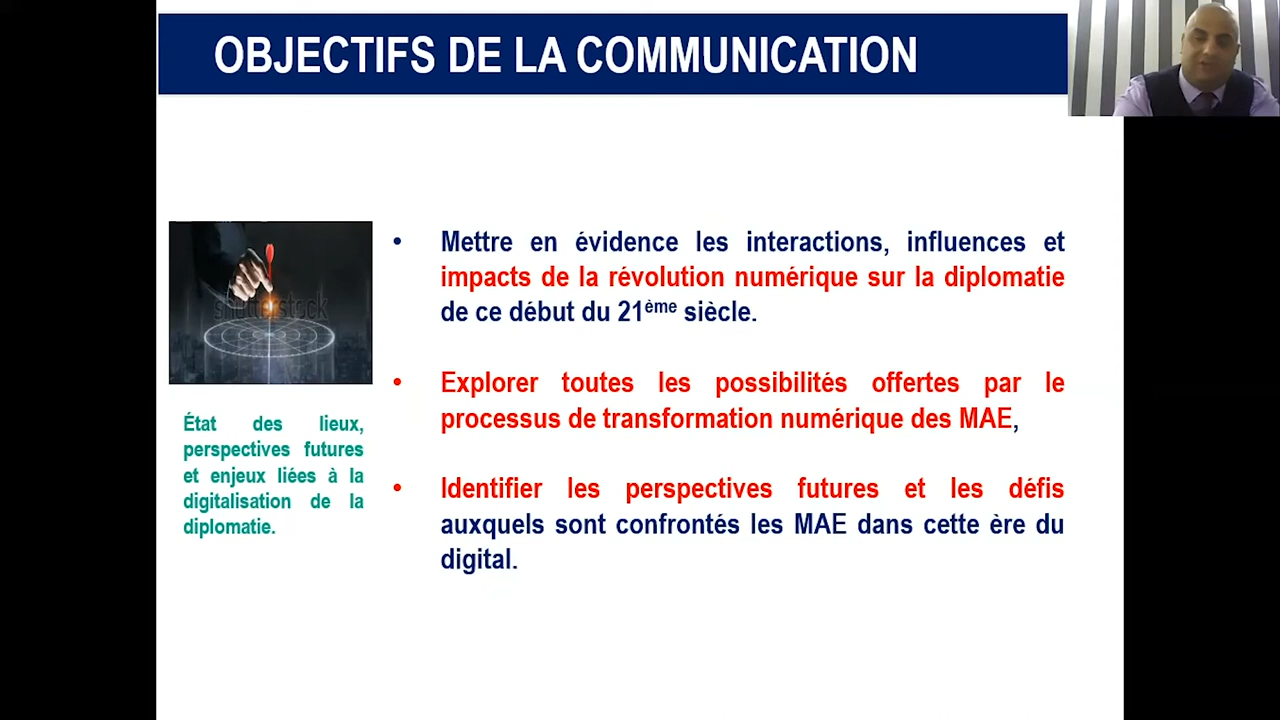 OBJECTIFS DE LA COMMUNICATION
• Mettre en évidence les interactions, influences et
impacts de la révolution numérique sur la diplomatie
de ce début du 21ème siècle.
• Explorer toutes les possibilités offertes par le
processus de transformation numérique des MAE,
• Identifier les perspectives futures et les défis
auxquels sont confrontés les MAE dans cette ère du
digital.
shutterstock
État des lieux,
perspectives futures
et enjeux liées à la
digitalisation de la
diplomatie.